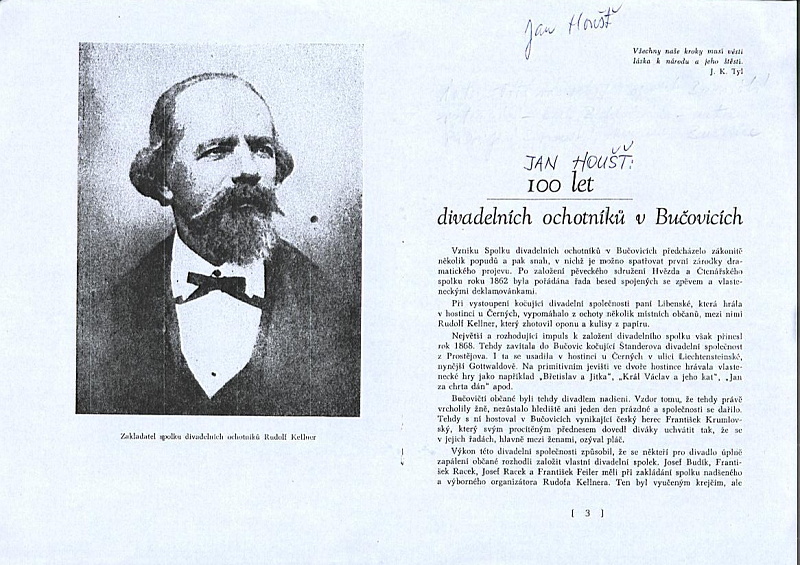 Jan Houšť
Všechny naše kroky musí vésti
láska k národu a jeho štěstí.
J. K. Tyl
JAN HOUŠŤ:
100 let
divadelních ochotníků v Bučovicích
Vzniku Spolku divadelních ochotníků v Bučovicích předcházelo zákonitě
několik popudů a pak snah, v nichž je možno spatřovat první zárodky dra-
matického projevu. Po založení pěveckého sdružení Hvězda a Čtenářského
spolku roku 1862 byla pořádána řada besed spojených se zpěvem a vlaste-
neckými deklamovánkami.
Při vystoupení kočující divadelní společnosti paní Libenské, která hrála
v hostinci u Černých, vypomáhalo z ochoty několik místních občanů, mezi nimi
Rudolf Kellner, který zhotovil oponu a kulisy z papíru.
Největší a rozhodující impuls k založení divadelního spolku však přinesl
rok 1868. Tehdy zavítala do Bučovic kočující Štanderova divadelní společnost
z Prostějova. I ta se usadila v hostinci u Černých v ulici Liechtensteinské,
nynější Gottwaldově. Na primitivním jevišti ve dvoře hostince hrávala vlaste-
necké hry jako například „Břetislav a Jitka", „Král Václav a jeho kat", „Jan
za chrta dán" apod.
Bučovičtí občané byli tehdy divadlem nadšeni. Vzdor tomu, že tehdy právě
vrcholily žně, nezůstalo hlediště ani jeden den prázdné a společnosti se dařilo.
Tehdy s ní hostoval v Bučovicích vynikající český herec František Krumlov-
ský, který svým procítěným přednesem dovedl diváky uchvátit tak, že se
v jejich řadách, hlavně mezi ženami, ozýval pláč.
Výkon této divadelní společnosti způsobil, že se někteří pro divadlo úplně
zapálení občané rozhodli založit vlastní divadelní spolek. Josef Budík, Franti-
šek Racek, Josef Racek a František Feiler měli při zakládání spolku nadšeného
a výborného organizátora Rudofa Kellnera. Ten byl vyučeným krejčím, ale
[ 3 ]
Zakladatel spolku divadelních ochotníků Rudolf Kellner